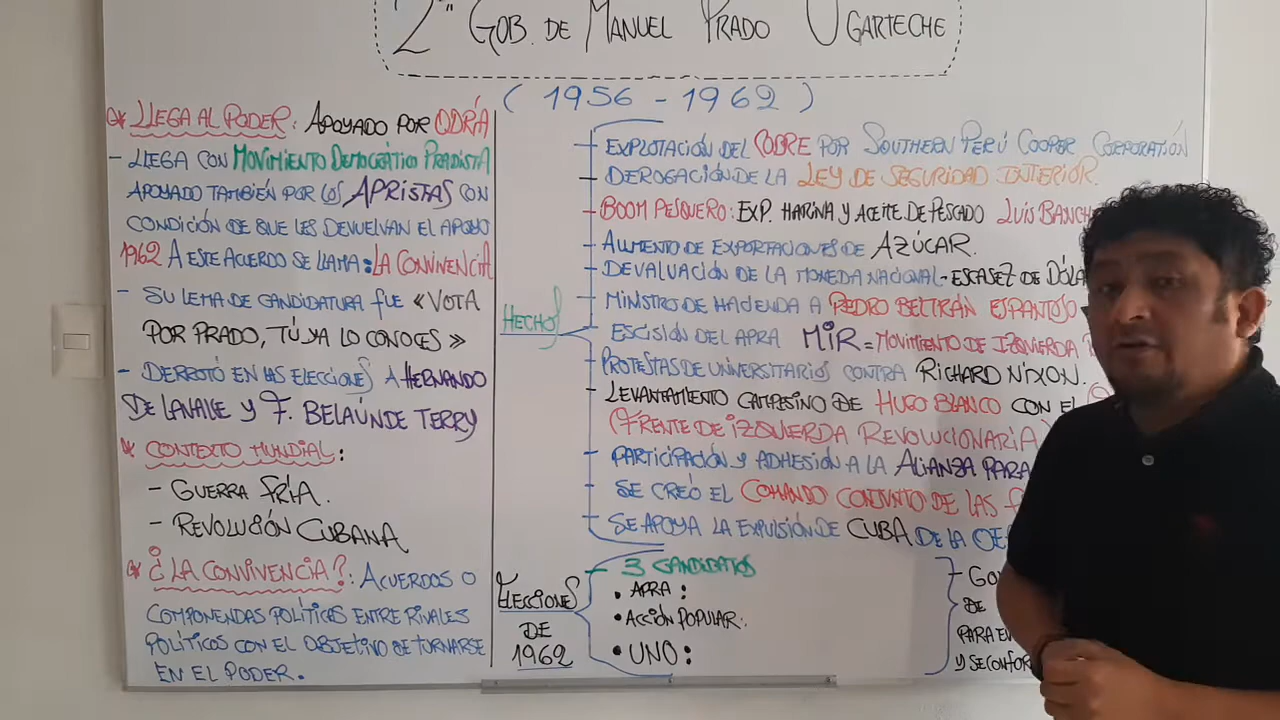 2do GOB. DE MANUEL PRADO UGARTECHE
(1956 - 1962)
* LLEGA AL PODER: APOYADO POR ODRÍA
- LLEGA CON MOVIMIENTO DEMOCRÁTICO PRADISTA
APOYADO TAMBIÉN POR LOS APRISTAS CON
CONDICIÓN DE QUE LES DEVUELVAN EL APOYO
1962 A ESTE ACUERDO SE LLAMA: LA CONVIVENCIA
- SU LEMA DE CANDIDATURA FUE «VOTA
POR PRADO, TÚ YA LO CONOCES»
- DERROTÓ EN LAS ELECCIONES A HERNANDO
DE LAVALLE Y F. BELAÚNDE TERRY
* CONTEXTO MUNDIAL:
- GUERRA FRÍA.
- REVOLUCIÓN CUBANA
* ¿LA CONVIVENCIA?: ACUERDOS O
COMPONENDAS POLÍTICOS ENTRE RIVALES
POLÍTICOS CON EL OBJETIVO DE TURNARSE
EN EL PODER.
HECHOS
- EXPLOTACIÓN DEL COBRE POR SOUTHERN PERÚ COOPER CORPORATIÓN
- DEROGACIÓN DE LA LEY DE SEGURIDAD INTERIOR.
- BOOM PESQUERO: EXP. HARINA Y ACEITE DE PESCADO LUIS BANCH
- AUMENTO DE EXPORTACIONES DE AZÚCAR.
- DEVALUACIÓN DE LA MONEDA NACIONAL - ESCASEZ DE DÓLA
- MINISTRO DE HACIENDA A PEDRO BELTRÁN ESPANTOSO
- ESCISIÓN DEL APRA MIR = MOVIMIENTO DE IZQUIERDA
- PROTESTAS DE UNIVERSITARIOS CONTRA RICHARD NIXON.
- LEVANTAMIENTO CAMPESINO DE HUGO BLANCO CON EL
(FRENTE DE IZQUIERDA REVOLUCIONARIA)
- PARTICIPACIÓN Y ADHESIÓN A LA ALIANZA PARA
- SE CREÓ EL COMANDO CONJUNTO DE LAS F
- SE APOYA LA EXPULSIÓN DE CUBA DE LA OE
ELECCIONES
DE
1962
- 3 CANDIDATOS
• APRA:
• ACCIÓN POPULAR:
• UNO:
- GO
DE
PARA EV
Y SE CONFOR